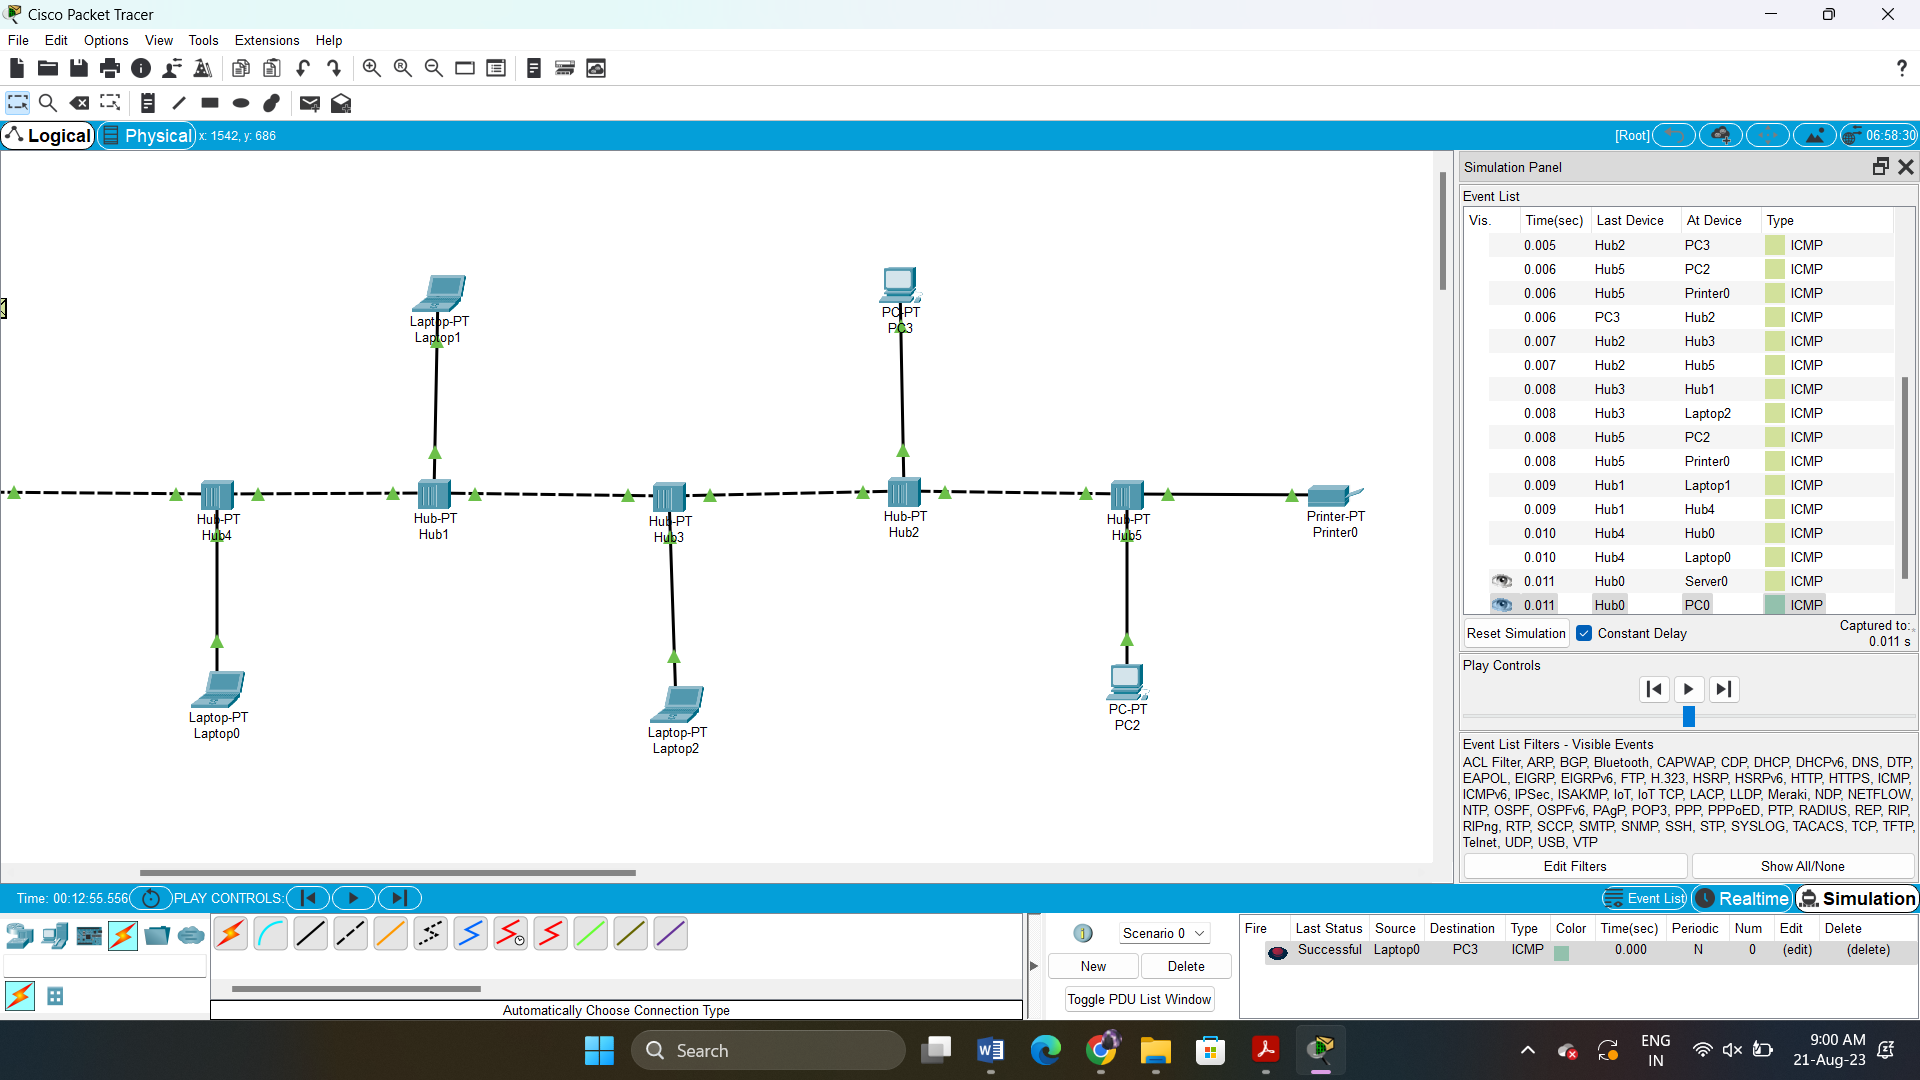 Cisco Packet Tracer
File Edit Options View Tools Extensions Help
?
Logical Physical x: 1542, y: 686
[Root] 06:58:30
Laptop-PT
Laptop1
PC-PT
PC3
Hub-PT
Hub4
Hub-PT
Hub1
Hub-PT
Hub3
Hub-PT
Hub2
Hub-PT
Hub5
Printer-PT
Printer0
Laptop-PT
Laptop0
Laptop-PT
Laptop2
PC-PT
PC2
Simulation Panel
Event List
Vis. Time(sec) Last Device At Device Type
0.005 Hub2 PC3 ICMP
0.006 Hub5 PC2 ICMP
0.006 Hub5 Printer0 ICMP
0.006 PC3 Hub2 ICMP
0.007 Hub2 Hub3 ICMP
0.007 Hub2 Hub5 ICMP
0.008 Hub3 Hub1 ICMP
0.008 Hub3 Laptop2 ICMP
0.008 Hub5 PC2 ICMP
0.008 Hub5 Printer0 ICMP
0.009 Hub1 Laptop1 ICMP
0.009 Hub1 Hub4 ICMP
0.010 Hub4 Hub0 ICMP
0.010 Hub4 Laptop0 ICMP
0.011 Hub0 Server0 ICMP
0.011 Hub0 PC0 ICMP
Reset Simulation Constant Delay Captured to:
0.011 s
Play Controls
Event List Filters - Visible Events
ACL Filter, ARP, BGP, Bluetooth, CAPWAP, CDP, DHCP, DHCPv6, DNS, DTP,
EAPOL, EIGRP, EIGRPv6, FTP, H.323, HSRP, HSRPv6, HTTP, HTTPS, ICMP,
ICMPv6, IPSec, ISAKMP, IoT, IoT TCP, LACP, LLDP, Meraki, NDP, NETFLOW,
NTP, OSPF, OSPFv6, PAgP, POP3, PPP, PPPoED, PTP, RADIUS, REP, RIP,
RIPng, RTP, SCCP, SMTP, SNMP, SSH, STP, SYSLOG, TACACS, TCP, TFTP,
Telnet, UDP, USB, VTP
Edit Filters Show All/None
Time: 00:12:55.556 PLAY CONTROLS:
Event List Realtime Simulation
Automatically Choose Connection Type
1 Scenario 0
New Delete
Toggle PDU List Window
Fire Last Status Source Destination Type Color Time(sec) Periodic Num Edit Delete
Successful Laptop0 PC3 ICMP 0.000 N 0 (edit) (delete)
Search
ENG
IN
9:00 AM
21-Aug-23